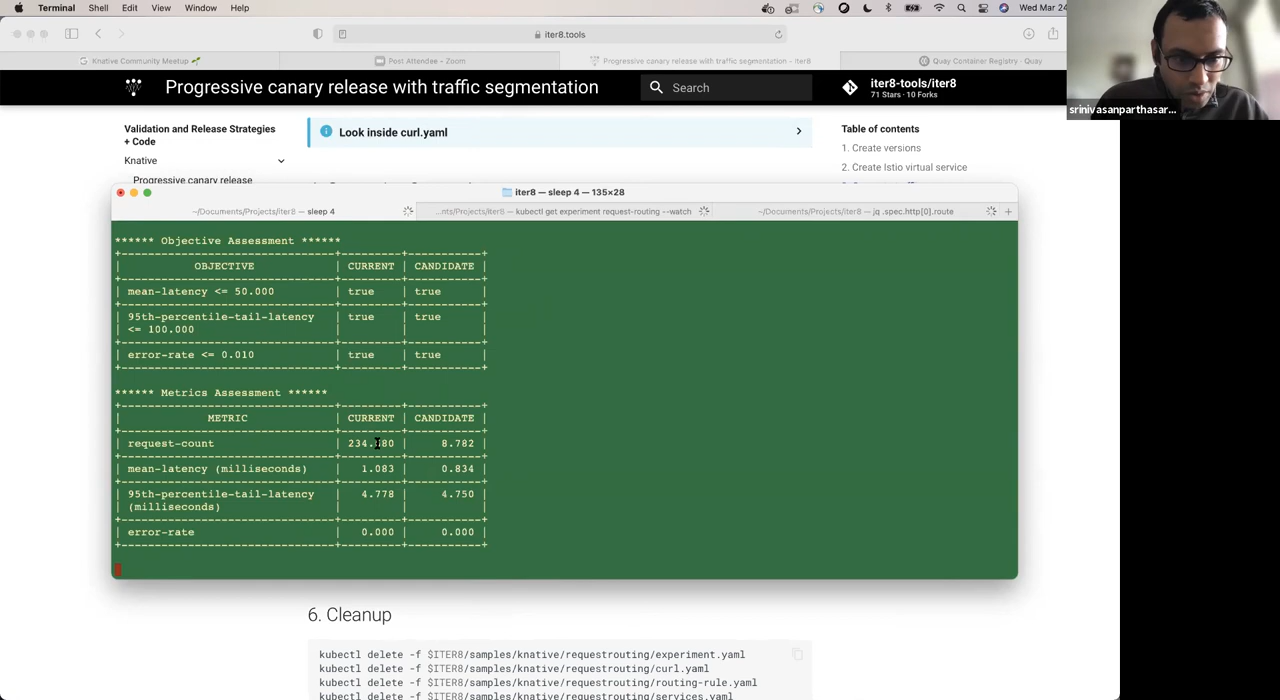 Terminal Shell Edit View Window Help
Wed Mar 24
iter8.tools
Knative Community Meetup
Post Attendee - Zoom
Progressive canary release with traffic segmentation - iter8
Quay Container Registry · Quay
Progressive canary release with traffic segmentation
Search
iter8-tools/iter8
71 Stars · 10 Forks
srinivasanparthasar...
Validation and Release Strategies
+ Code
Knative
Progressive canary release
Look inside curl.yaml
Table of contents
1. Create versions
2. Create Istio virtual service
iter8 — sleep 4 — 135×28
~/Documents/Projects/iter8 — sleep 4
...nts/Projects/iter8 — kubectl get experiment request-routing --watch
~/Documents/Projects/iter8 — jq .spec.http[0].route
****** Objective Assessment ******
OBJECTIVE | CURRENT | CANDIDATE
mean-latency <= 50.000 | true | true
95th-percentile-tail-latency | true | true
<= 100.000
error-rate <= 0.010 | true | true
****** Metrics Assessment ******
METRIC | CURRENT | CANDIDATE
request-count | 8.782
mean-latency (milliseconds) | 1.083 | 0.834
95th-percentile-tail-latency | 4.778 | 4.750
(milliseconds)
error-rate | 0.000 | 0.000
6. Cleanup
kubectl delete -f $ITER8/samples/knative/requestrouting/experiment.yaml
kubectl delete -f $ITER8/samples/knative/requestrouting/curl.yaml
kubectl delete -f $ITER8/samples/knative/requestrouting/routing-rule.yaml
kubectl delete -f $ITER8/samples/knative/requestrouting/services.yaml